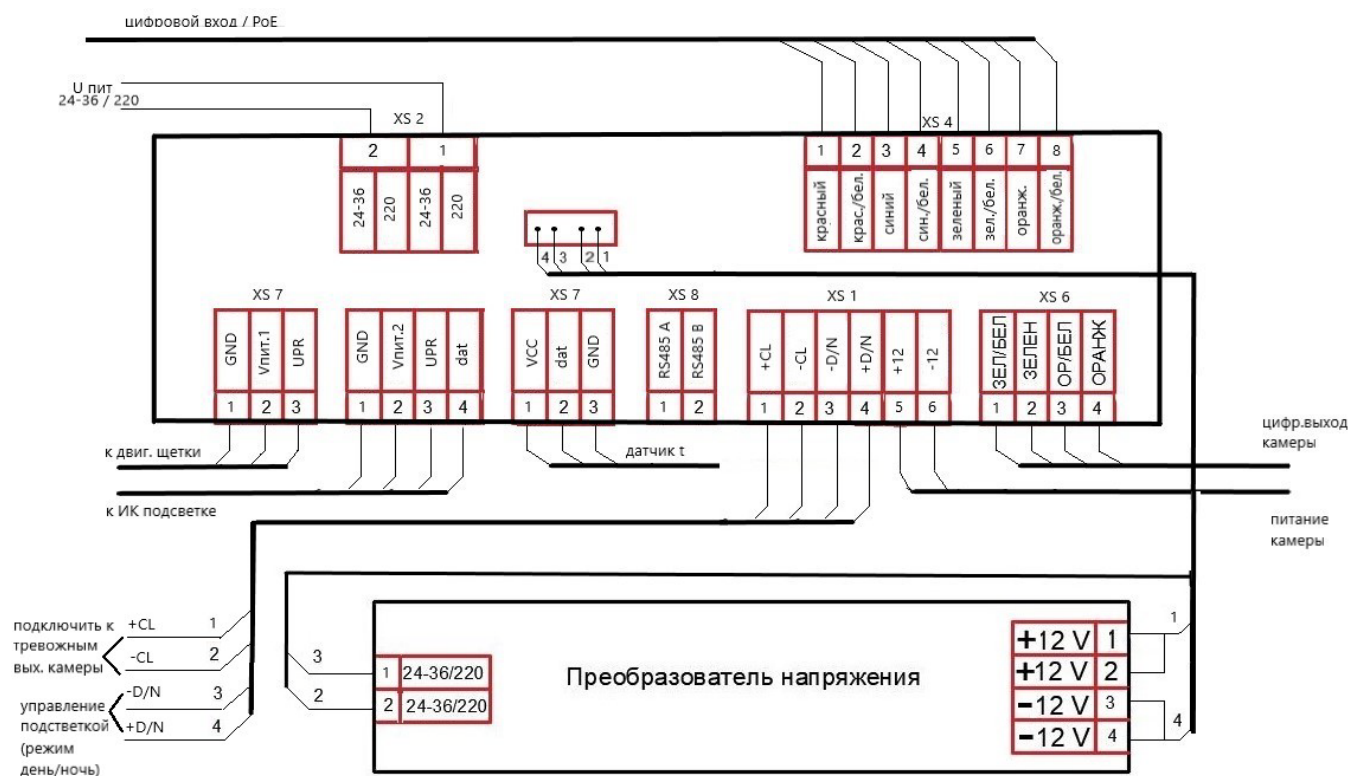 цифровой вход / PoE
U пит
24-36 / 220
XS 2
XS 4
2 1
24-36 220 24-36 220
1 2 3 4 5 6 7 8
красный крас./бел. синий син./бел. зеленый зел./бел. оранж. оранж./бел.
4 3 2 1
XS 7
XS 7
XS 8
XS 1
XS 6
GND Vпит.1 UPR
1 2 3
GND Vпит.2 UPR dat
1 2 3 4
VCC dat GND
1 2 3
RS485 A RS485 B
1 2
+CL -CL -D/N +D/N +12 -12
1 2 3 4 5 6
ЗЕЛ/БЕЛ ЗЕЛЕН ОР/БЕЛ ОРАНЖ
1 2 3 4
к двиг. щетки
датчик t
цифр.выход
камеры
к ИК подсветке
питание
камеры
подключить к
тревожным
вых. камеры
+CL 1
-CL 2
управление
подстветкой
(режим
день/ночь)
-D/N 3
+D/N 4
3
2
1 24-36/220
2 24-36/220
Преобразователь напряжения
+12 V 1
+12 V 2
-12 V 3
-12 V 4
1
4